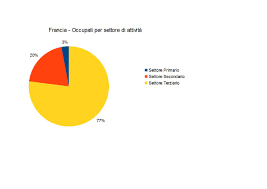 Francia - Occupati per settore di attività
3%
20%
77%
Settore Primario
Settore Secondario
Settore Terziario